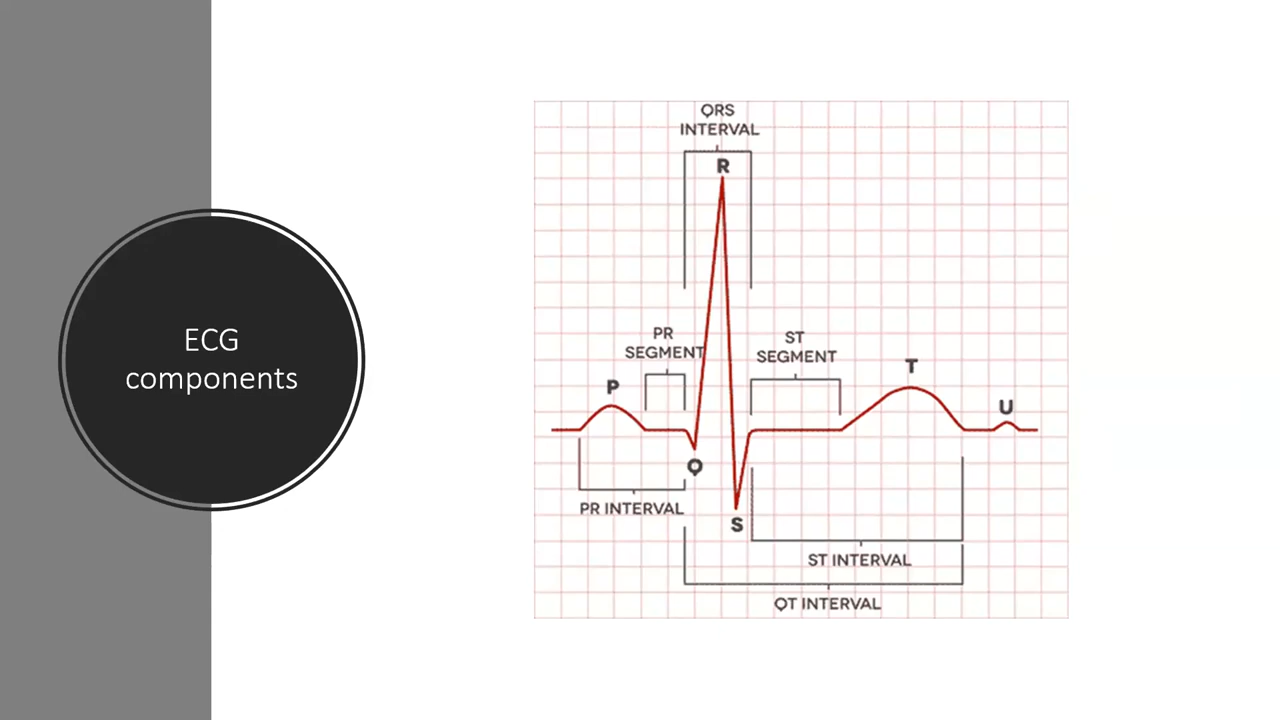 ECG
components
QRS
INTERVAL
R
PR
SEGMENT
ST
SEGMENT
P
T
U
Q
S
PR INTERVAL
ST INTERVAL
QT INTERVAL